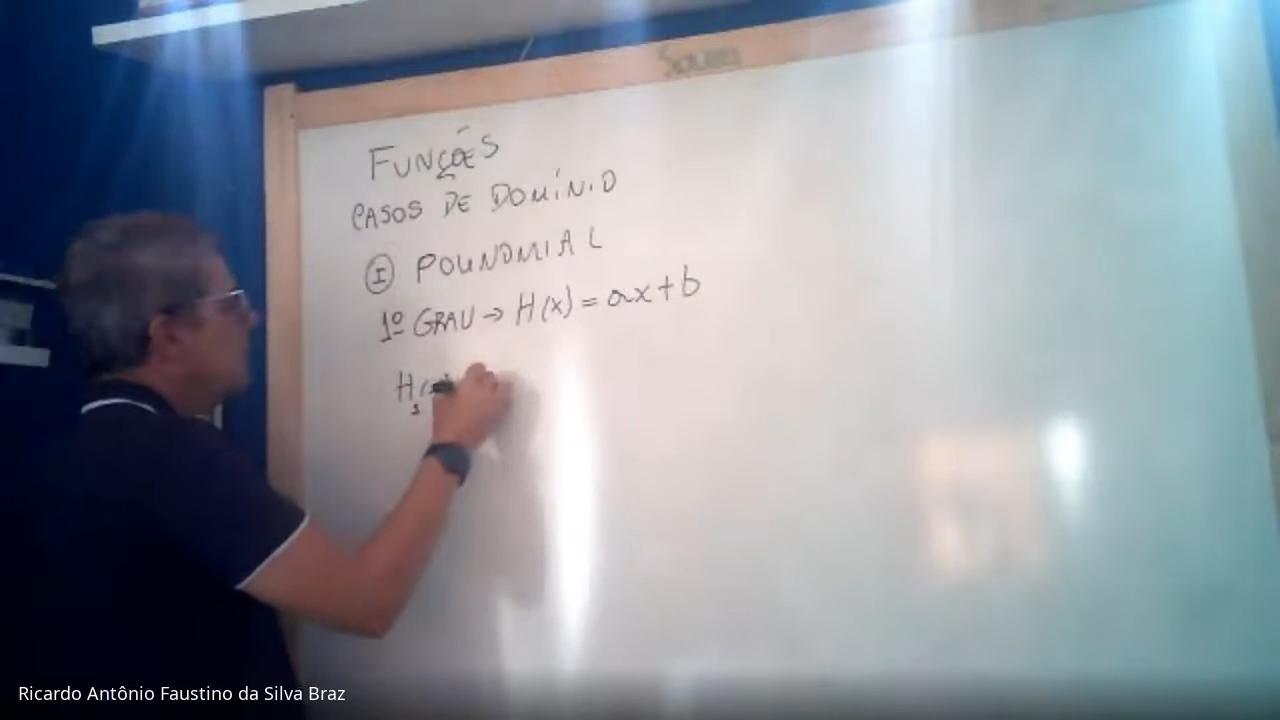 FUNÇÕES
CASOS DE DOMÍNIO
I POLINOMIAL
1º GRAU → H(x) = ax+b
H
Ricardo Antônio Faustino da Silva Braz